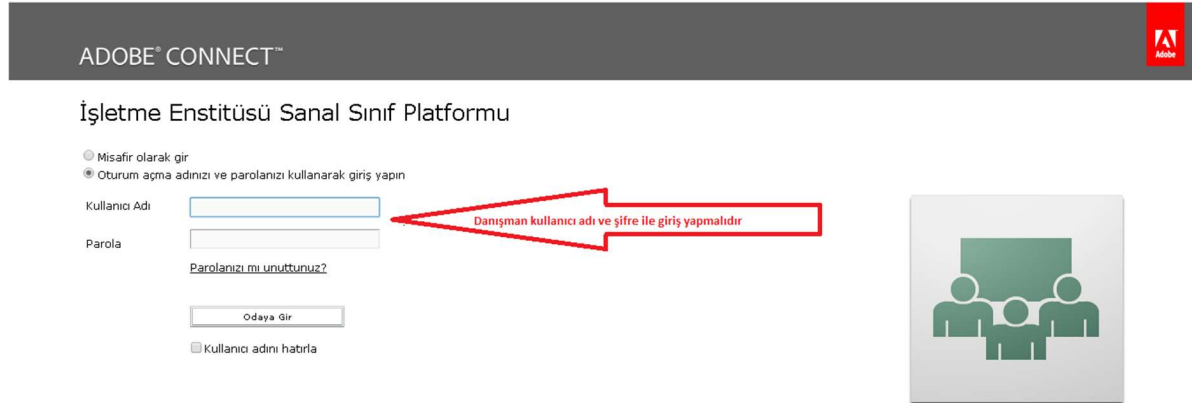 ADOBE® CONNECT™
Adobe
İşletme Enstitüsü Sanal Sınıf Platformu
Misafir olarak gir
Oturum açma adınızı ve parolanızı kullanarak giriş yapın
Kullanıcı Adı
Danışman kullanıcı adı ve şifre ile giriş yapmalıdır
Parola
Parolanızı mı unuttunuz?
Odaya Gir
Kullanıcı adını hatırla